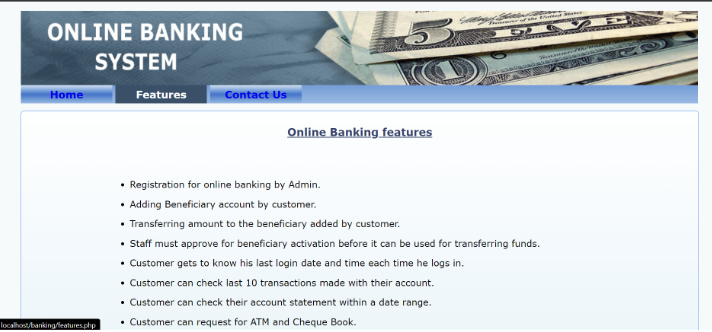 ONLINE BANKING
SYSTEM
Home Features Contact Us
Online Banking features
• Registration for online banking by Admin.
• Adding Beneficiary account by customer.
• Transferring amount to the beneficiary added by customer.
• Staff must approve for beneficiary activation before it can be used for transferring funds.
• Customer gets to know his last login date and time each time he logs in.
• Customer can check last 10 transactions made with their account.
• Customer can check their account statement within a date range.
• Customer can request for ATM and Cheque Book.
localhost/banking/features.php